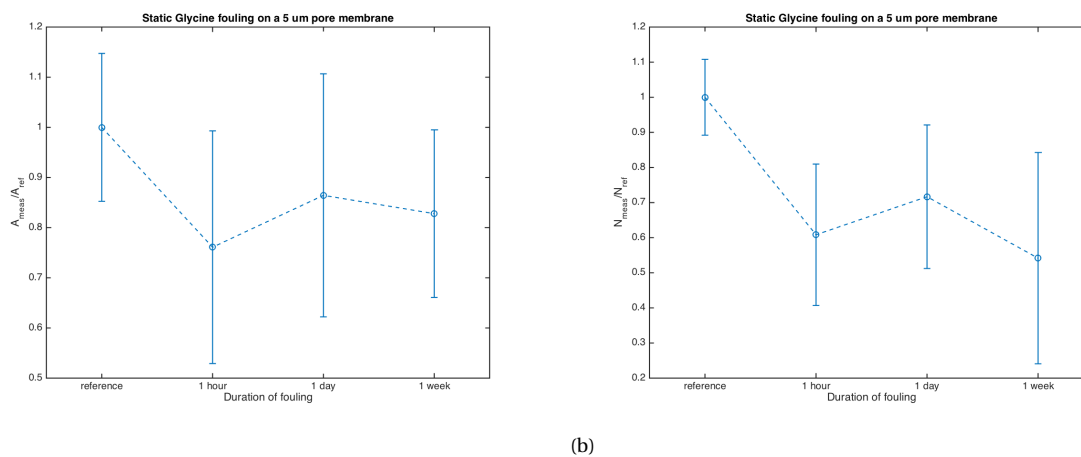 Static Glycine fouling on a 5 um pore membrane
1.2
1.1
1
0.9
0.8
0.7
0.6
0.5
A_meas/A_ref
reference
1 hour
1 day
1 week
Duration of fouling
Static Glycine fouling on a 5 um pore membrane
1.2
1.1
1
0.9
0.8
0.7
0.6
0.5
0.4
0.3
0.2
N_meas/N_ref
reference
1 hour
1 day
1 week
Duration of fouling
(b)